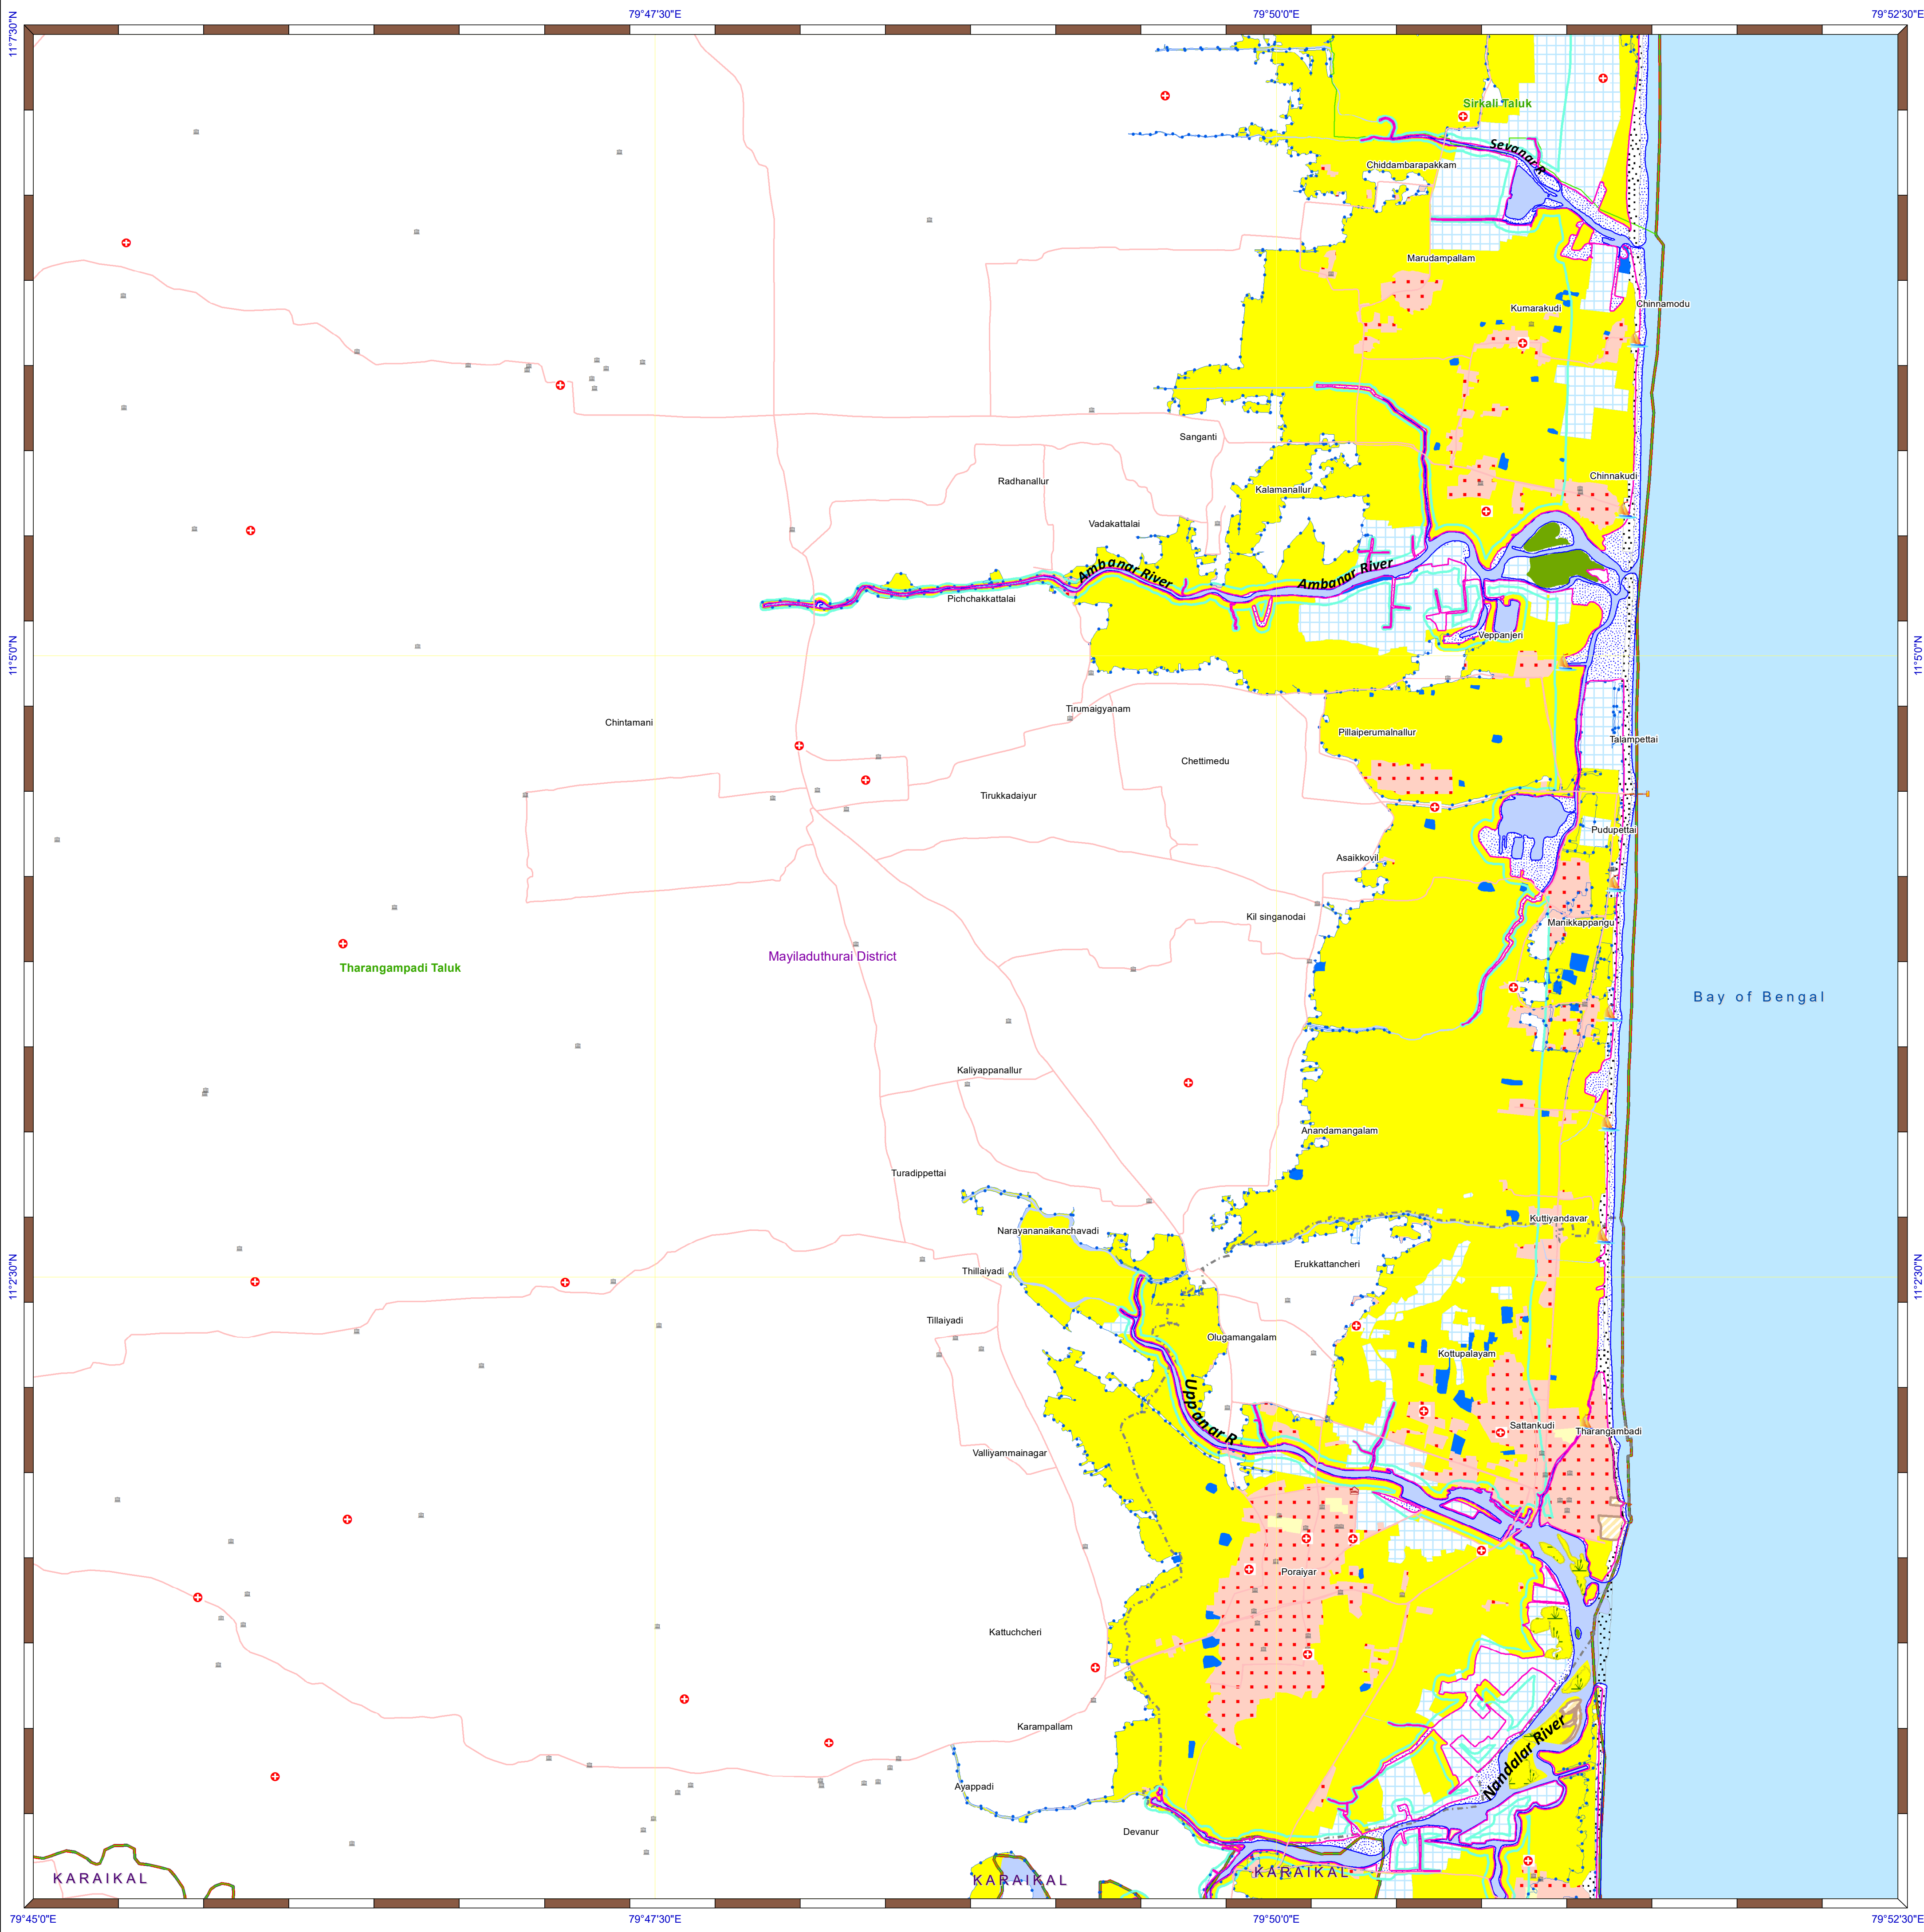 79°47'30"E
79°50'0"E
79°52'30"E
11°7'30"N
Sirkali Taluk
Sevanar R
Chiddambarapakkam
Marudampallam
Chinnamodu
Kumarakudi
Sanganti
Chinnakudi
Radhanallur
Kalamanallur
Vadakattalai
Ambanar River
Ambanar River
Pichchakkattalai
Veppanjeri
11°5'0"N
11°5'0"N
Tirumaigyanam
Chintamani
Pillaiperumalnallur
Talampettai
Chettimedu
Tirukkadaiyur
Pudupettai
Asaikkovil
Kil singanodai
Manikkappangu
Mayiladuthurai District
Tharangampadi Taluk
Bay of Bengal
Kaliyappanallur
Anandamangalam
Turadippettai
Kuttiyandavar
Narayananaikanchavadi
Erukkattancheri
Thillaiyadi
11°2'30"N
11°2'30"N
Tillaiyadi
Olugamangalam
Kottupalayam
Uppanar R
Sattankudi
Tharangambadi
Valliyammainagar
Poraiyar
Kattuchcheri
Karampallam
Nandalar River
Ayappadi
Devanur
KARAIKAL
KARAIKAL
KARAIKAL
79°45'0"E
79°47'30"E
79°50'0"E
79°52'30"E